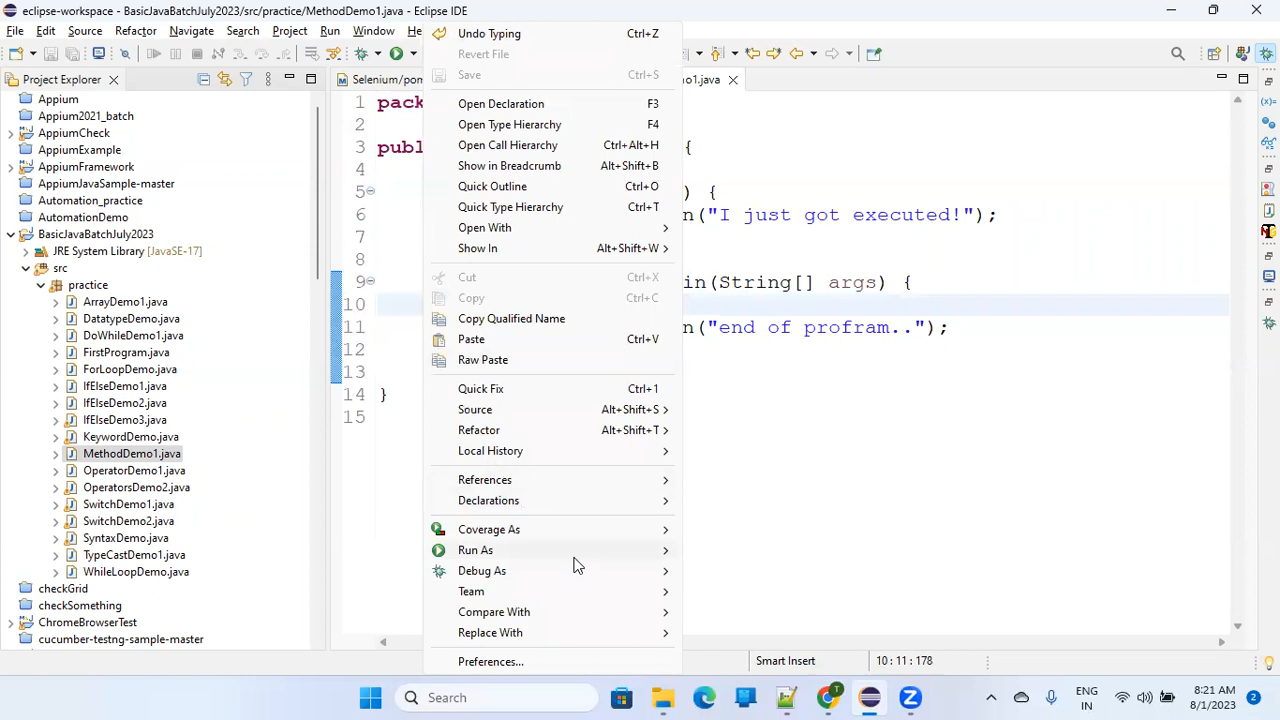 eclipse-workspace - BasicJavaBatchJuly2023/src/practice/MethodDemo1.java - Eclipse IDE
File Edit Source Refactor Navigate Search Project Run Window He
Project Explorer
Appium
Appium2021_batch
AppiumCheck
AppiumExample
AppiumFramework
AppiumJavaSample-master
Automation_practice
AutomationDemo
BasicJavaBatchJuly2023
JRE System Library [JavaSE-17]
src
practice
ArrayDemo1.java
DatatypeDemo.java
DoWhileDemo.java
FirstProgram.java
ForLoopDemo.java
IfElseDemo1.java
IfElseDemo2.java
IfElseDemo3.java
KeywordDemo.java
MethodDemo1.java
OperatorDemo1.java
OperatorsDemo2.java
SwitchDemo1.java
SwitchDemo2.java
SyntaxDemo.java
TypeCastDemo1.java
WhileLoopDemo.java
checkGrid
checkSomething
ChromeBrowserTest
cucumber-testng-sample-master
Selenium/pom
mo1.java
1 pack
2
3 publ {
4
5 ) {
6 n("I just got executed!");
7
8
9 in(String[] args) {
10
11 n("end of profram..");
12
13
14 }
15
Undo Typing Ctrl+Z
Revert File
Save Ctrl+S
Open Declaration F3
Open Type Hierarchy F4
Open Call Hierarchy Ctrl+Alt+H
Show in Breadcrumb Alt+Shift+B
Quick Outline Ctrl+O
Quick Type Hierarchy Ctrl+T
Open With
Show In Alt+Shift+W
Cut Ctrl+X
Copy Ctrl+C
Copy Qualified Name
Paste Ctrl+V
Raw Paste
Quick Fix Ctrl+1
Source Alt+Shift+S
Refactor Alt+Shift+T
Local History
References
Declarations
Coverage As
Run As
Debug As
Team
Compare With
Replace With
Preferences...
Smart Insert
10 : 11 : 178
Search
ENG
IN
8:21 AM
8/1/2023
2